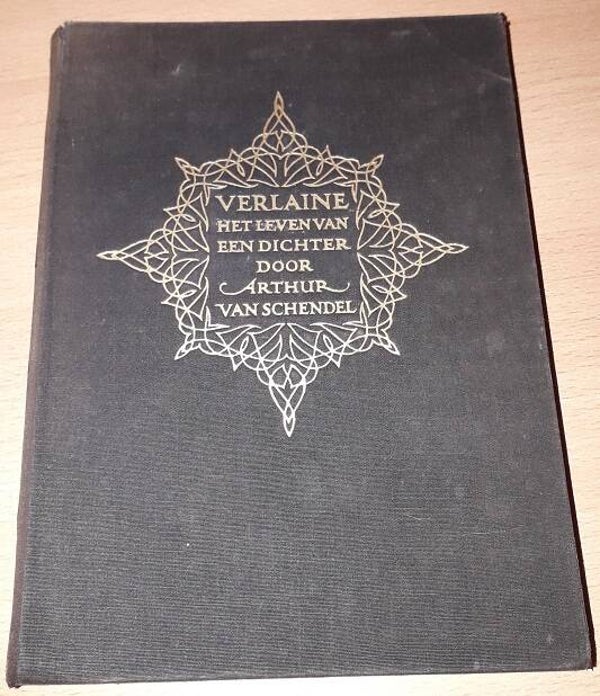 VERLAINE
HET LEVEN VAN
EEN DICHTER
DOOR
ARTHUR
VAN SCHENDEL